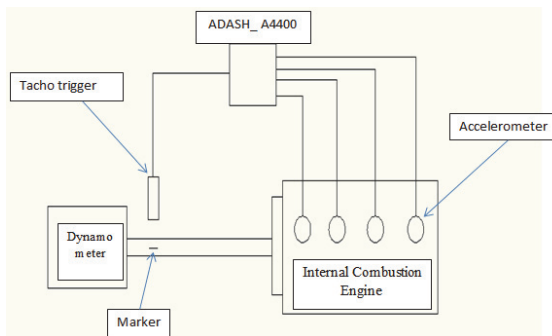 ADASH_ A4400
Tacho trigger
Accelerometer
Dynamo
meter
Internal Combustion
Engine
Marker